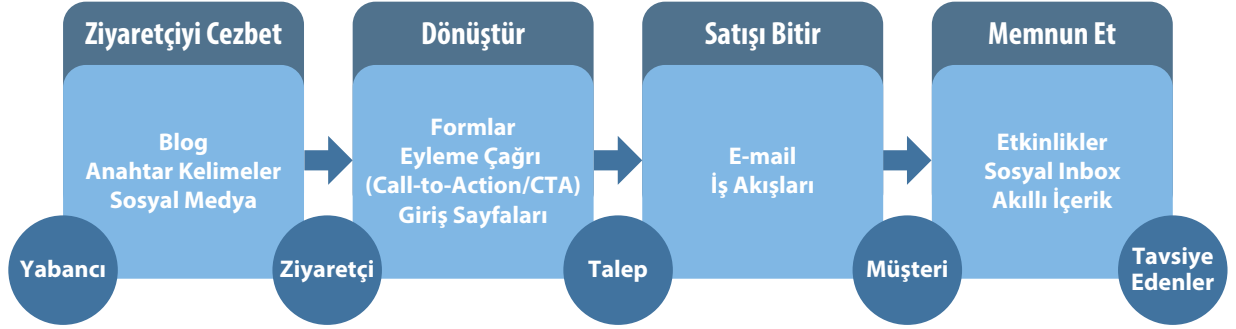 Ziyaretçiyi Cezbet
Dönüştür
Satışı Bitir
Memnun Et
Blog
Anahtar Kelimeler
Sosyal Medya
Formlar
Eyleme Çağrı
(Call-to-Action/CTA)
Giriş Sayfaları
E-mail
İş Akışları
Etkinlikler
Sosyal Inbox
Akıllı İçerik
Yabancı
Ziyaretçi
Talep
Müşteri
Tavsiye
Edenler